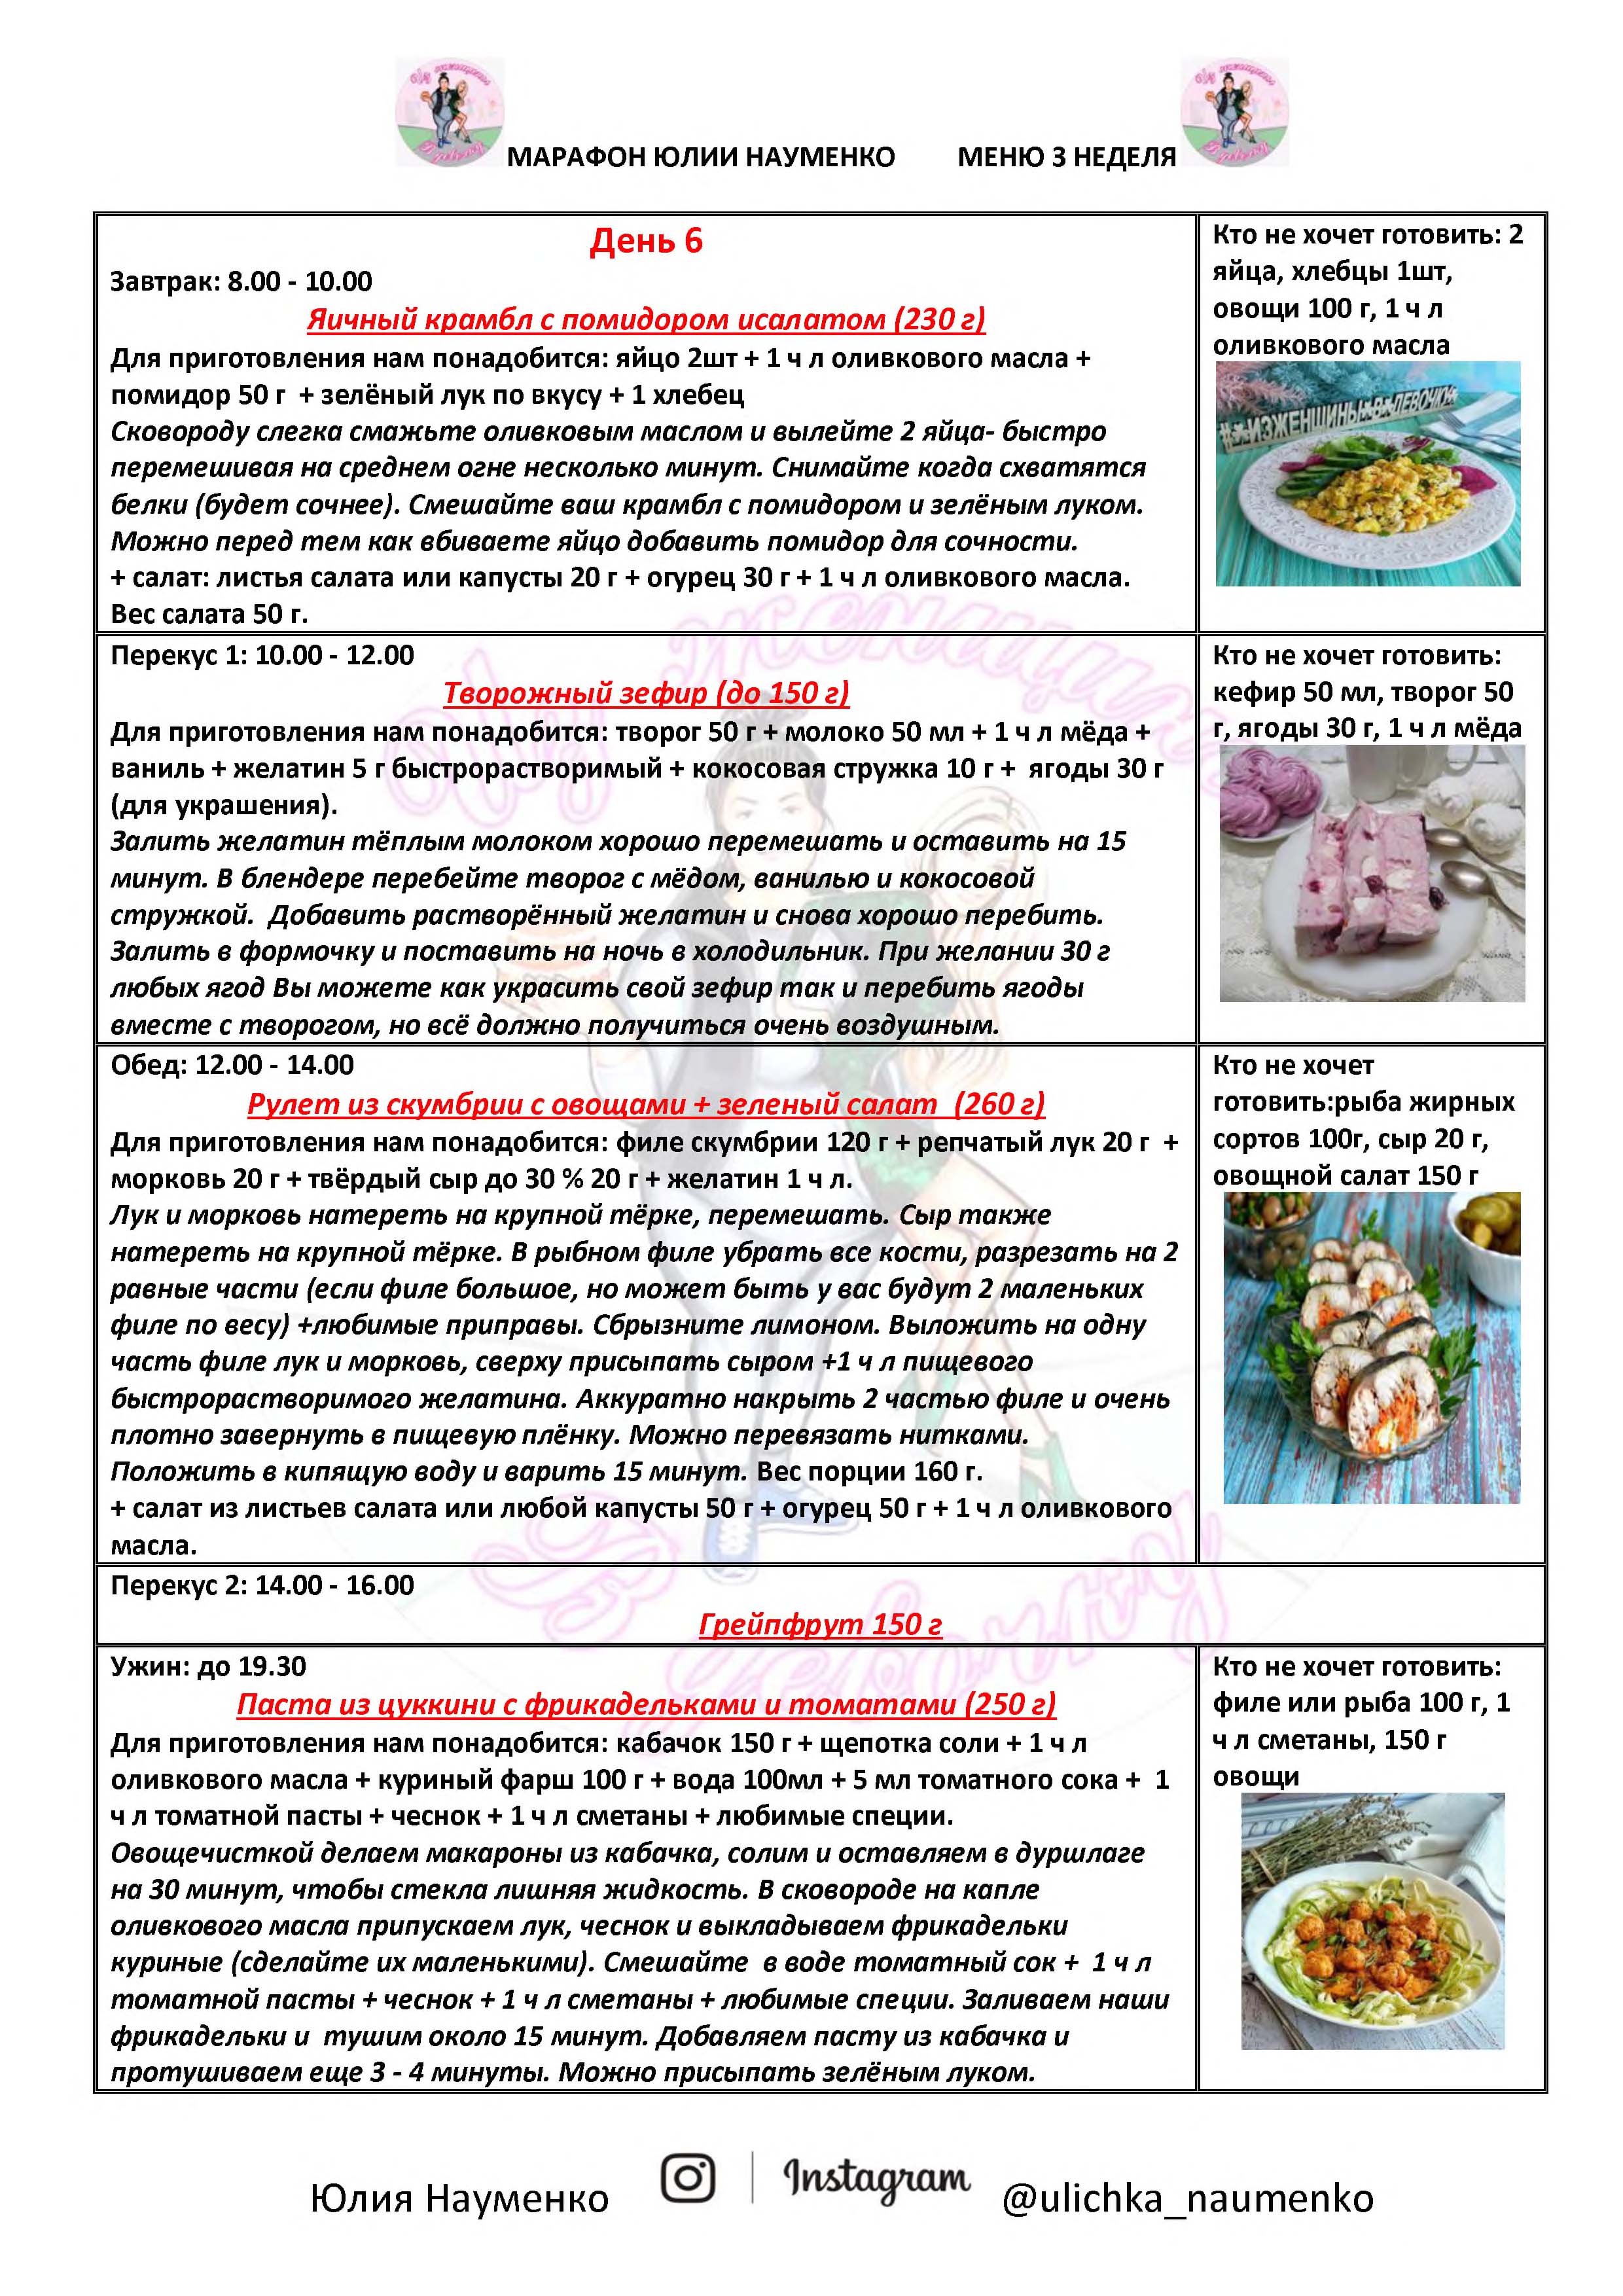 МАРАФОН ЮЛИИ НАУМЕНКО МЕНЮ 3 НЕДЕЛЯ
День 6
Завтрак: 8.00 - 10.00
Яичный крамбл с помидором исалатом (230 г)
Для приготовления нам понадобится: яйцо 2шт + 1 ч л оливкового масла +
помидор 50 г + зелёный лук по вкусу + 1 хлебец
Сковороду слегка смажьте оливковым маслом и вылейте 2 яйца- быстро
перемешивая на среднем огне несколько минут. Снимайте когда схватятся
белки (будет сочнее). Смешайте ваш крамбл с помидором и зелёным луком.
Можно перед тем как вбиваете яйцо добавить помидор для сочности.
+ салат: листья салата или капусты 20 г + огурец 30 г + 1 ч л оливкового масла.
Вес салата 50 г.
Кто не хочет готовить: 2
яйца, хлебцы 1шт,
овощи 100 г, 1 ч л
оливкового масла
#ИЗЖЕНЩИНЫВДЕВОЧКУ
Перекус 1: 10.00 - 12.00
Творожный зефир (до 150 г)
Для приготовления нам понадобится: творог 50 г + молоко 50 мл + 1 ч л мёда +
ваниль + желатин 5 г быстрорастворимый + кокосовая стружка 10 г + ягоды 30 г
(для украшения).
Залить желатин тёплым молоком хорошо перемешать и оставить на 15
минут. В блендере перебейте творог с мёдом, ванилью и кокосовой
стружкой. Добавить растворённый желатин и снова хорошо перебить.
Залить в формочку и поставить на ночь в холодильник. При желании 30 г
любых ягод Вы можете как украсить свой зефир так и перебить ягоды
вместе с творогом, но всё должно получиться очень воздушным.
Кто не хочет готовить:
кефир 50 мл, творог 50
г, ягоды 30 г, 1 ч л мёда
Обед: 12.00 - 14.00
Рулет из скумбрии с овощами + зеленый салат (260 г)
Для приготовления нам понадобится: филе скумбрии 120 г + репчатый лук 20 г +
морковь 20 г + твёрдый сыр до 30 % 20 г + желатин 1 ч л.
Лук и морковь натереть на крупной тёрке, перемешать. Сыр также
натереть на крупной тёрке. В рыбном филе убрать все кости, разрезать на 2
равные части (если филе большое, но может быть у вас будут 2 маленьких
филе по весу) +любимые приправы. Сбрызните лимоном. Выложить на одну
часть филе лук и морковь, сверху присыпать сыром +1 ч л пищевого
быстрорастворимого желатина. Аккуратно накрыть 2 частью филе и очень
плотно завернуть в пищевую плёнку. Можно перевязать нитками.
Положить в кипящую воду и варить 15 минут. Вес порции 160 г.
+ салат из листьев салата или любой капусты 50 г + огурец 50 г + 1 ч л оливкового
масла.
Кто не хочет
готовить:рыба жирных
сортов 100г, сыр 20 г,
овощной салат 150 г
Перекус 2: 14.00 - 16.00
Грейпфрут 150 г
Ужин: до 19.30
Паста из цуккини с фрикадельками и томатами (250 г)
Для приготовления нам понадобится: кабачок 150 г + щепотка соли + 1 ч л
оливкового масла + куриный фарш 100 г + вода 100мл + 5 мл томатного сока + 1
ч л томатной пасты + чеснок + 1 ч л сметаны + любимые специи.
Овощечисткой делаем макароны из кабачка, солим и оставляем в дуршлаге
на 30 минут, чтобы стекла лишняя жидкость. В сковороде на капле
оливкового масла припускаем лук, чеснок и выкладываем фрикадельки
куриные (сделайте их маленькими). Смешайте в воде томатный сок + 1 ч л
томатной пасты + чеснок + 1 ч л сметаны + любимые специи. Заливаем наши
фрикадельки и тушим около 15 минут. Добавляем пасту из кабачка и
протушиваем еще 3 - 4 минуты. Можно присыпать зелёным луком.
Кто не хочет готовить:
филе или рыба 100 г, 1
ч л сметаны, 150 г
овощи
Юлия Науменко Instagram @ulichka_naumenko